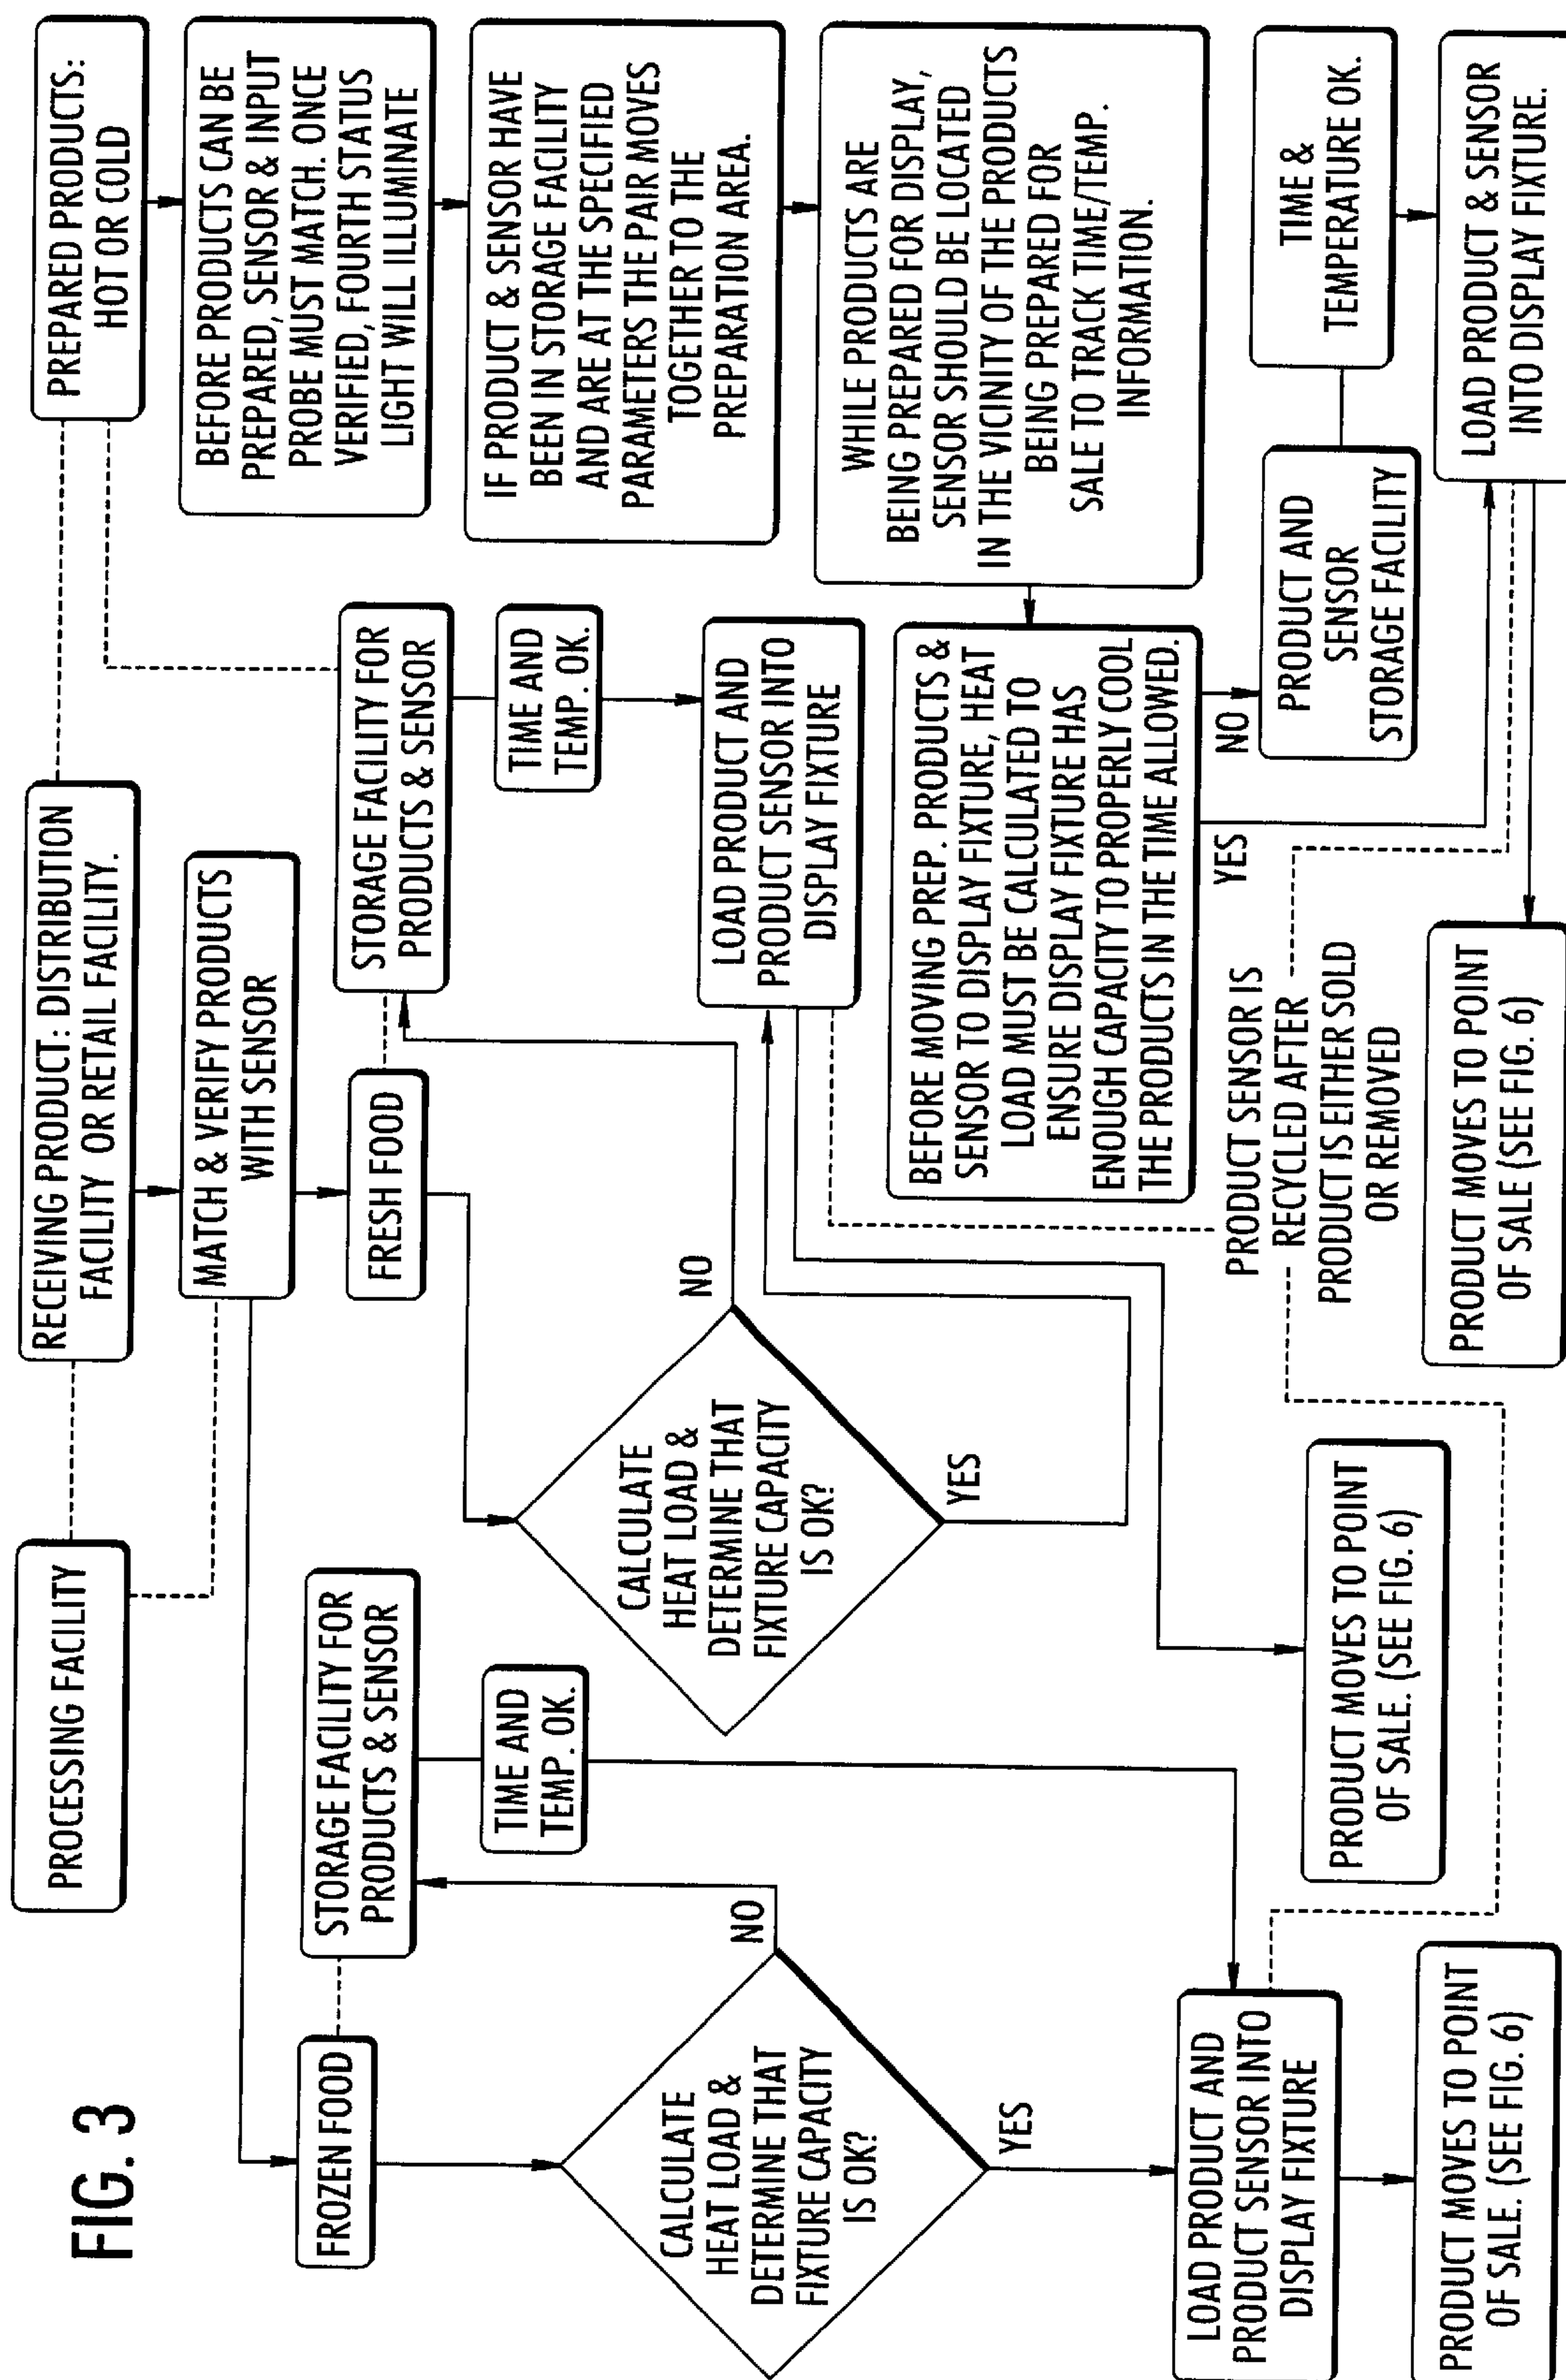 FIG. 3
PROCESSING FACILITY
RECEIVING PRODUCT: DISTRIBUTION
FACILITY OR RETAIL FACILITY.
PREPARED PRODUCTS:
HOT OR COLD
MATCH & VERIFY PRODUCTS
WITH SENSOR
BEFORE PRODUCTS CAN BE
PREPARED, SENSOR & INPUT
PROBE MUST MATCH. ONCE
VERIFIED, FOURTH STATUS
LIGHT WILL ILLUMINATE
FROZEN FOOD
STORAGE FACILITY FOR
PRODUCTS & SENSOR
FRESH FOOD
STORAGE FACILITY FOR
PRODUCTS & SENSOR
IF PRODUCT & SENSOR HAVE
BEEN IN STORAGE FACILITY
AND ARE AT THE SPECIFIED
PARAMETERS THE PAIR MOVES
TOGETHER TO THE
PREPARATION AREA.
TIME AND
TEMP. OK.
TIME AND
TEMP. OK.
CALCULATE
HEAT LOAD &
DETERMINE THAT
FIXTURE CAPACITY
IS OK?
NO
YES
CALCULATE
HEAT LOAD &
DETERMINE THAT
FIXTURE CAPACITY
IS OK?
NO
YES
LOAD PRODUCT AND
PRODUCT SENSOR INTO
DISPLAY FIXTURE
WHILE PRODUCTS ARE
BEING PREPARED FOR DISPLAY,
SENSOR SHOULD BE LOCATED
IN THE VICINITY OF THE PRODUCTS
BEING PREPARED FOR
SALE TO TRACK TIME/TEMP.
INFORMATION.
BEFORE MOVING PREP. PRODUCTS &
SENSOR TO DISPLAY FIXTURE, HEAT
LOAD MUST BE CALCULATED TO
ENSURE DISPLAY FIXTURE HAS
ENOUGH CAPACITY TO PROPERLY COOL
THE PRODUCTS IN THE TIME ALLOWED.
NO
YES
LOAD PRODUCT AND
PRODUCT SENSOR INTO
DISPLAY FIXTURE
PRODUCT SENSOR IS
RECYCLED AFTER
PRODUCT IS EITHER SOLD
OR REMOVED
PRODUCT AND
SENSOR
STORAGE FACILITY
TIME &
TEMPERATURE OK.
PRODUCT MOVES TO POINT
OF SALE. (SEE FIG. 6)
PRODUCT MOVES TO POINT
OF SALE. (SEE FIG. 6)
PRODUCT MOVES TO POINT
OF SALE (SEE FIG. 6)
LOAD PRODUCT & SENSOR
INTO DISPLAY FIXTURE.